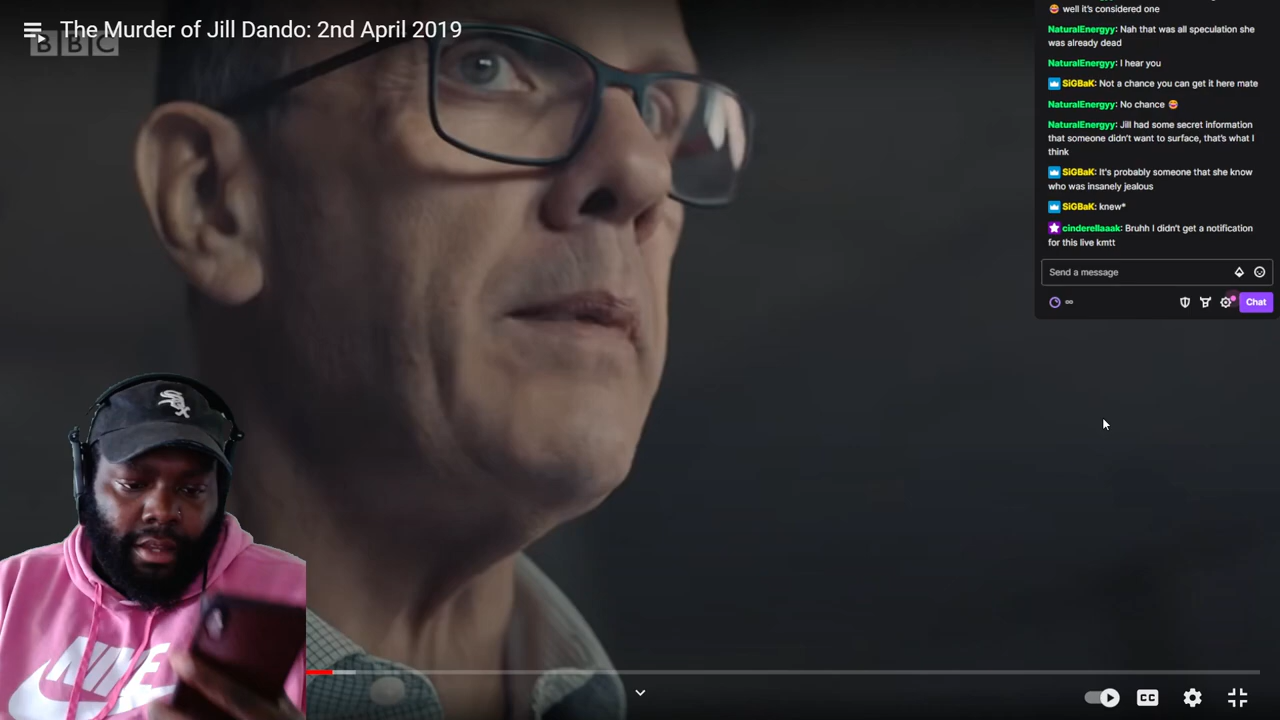 The Murder of Jill Dando: 2nd April 2019
BBC
well it's considered one
NaturalEnergyy: Nah that was all speculation she
was already dead
NaturalEnergyy: I hear you
SiGBaK: Not a chance you can get it here mate
NaturalEnergyy: No chance
NaturalEnergyy: Jill had some secret information
that someone didn't want to surface, that's what I
think
SiGBaK: It's probably someone that she know
who was insanely jealous
SiGBaK: knew*
cinderellaaak: Bruhh I didn't get a notification
for this live kmtt
Send a message
Chat
SOX
NIKE
CC